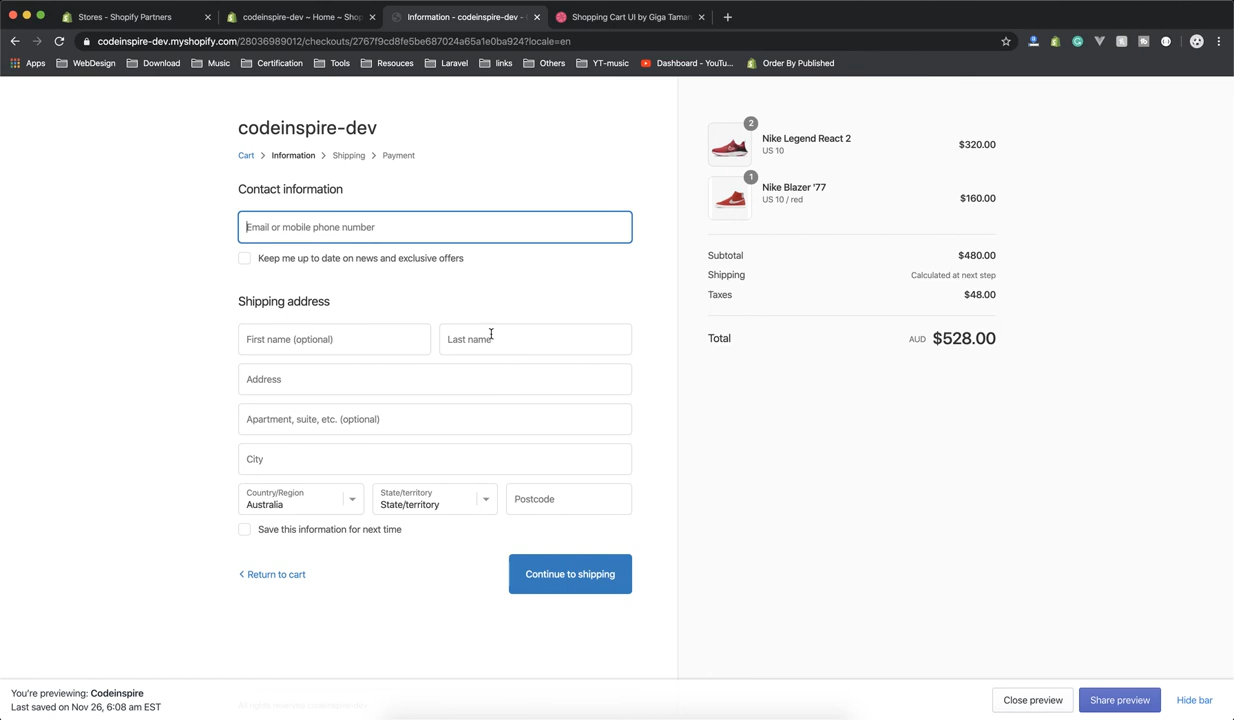 Stores - Shopify Partners
codeinspire-dev ~ Home ~ Shop
Information - codeinspire-dev - C
Shopping Cart UI by Giga Taman
codeinspire-dev.myshopify.com/28036989012/checkouts/2767f9cd8fe5be687024a65a1e0ba924?locale=en
Apps WebDesign Download Music Certification Tools Resouces Laravel links Others YT-music Dashboard - YouTu... Order By Published
codeinspire-dev
Cart > Information > Shipping > Payment
Contact information
Email or mobile phone number
Keep me up to date on news and exclusive offers
Shipping address
First name (optional) Last name
Address
Apartment, suite, etc. (optional)
City
Country/Region State/territory
Australia State/territory Postcode
Save this information for next time
< Return to cart Continue to shipping
2
Nike Legend React 2
US 10
$320.00
1
Nike Blazer '77
US 10 / red
$160.00
Subtotal $480.00
Shipping Calculated at next step
Taxes $48.00
Total AUD $528.00
You're previewing: Codeinspire
Last saved on Nov 26, 6:08 am EST
All rights reserved codeinspire-dev
Close preview Share preview Hide bar